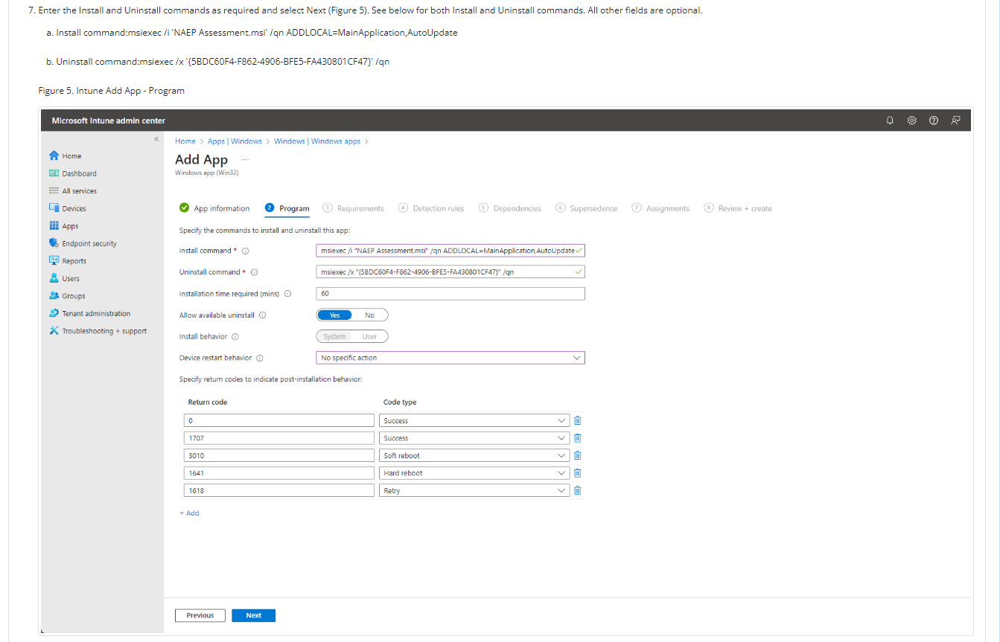 7. Enter the Install and Uninstall commands as required and select Next (Figure 5). See below for both Install and Uninstall commands. All other fields are optional.
a. Install command:msiexec /i 'NAEP Assessment.msi' /qn ADDLOCAL=MainApplication,AutoUpdate
b. Uninstall command:msiexec /x '{5BDC60F4-F862-4906-BFE5-FA430801CF47}' /qn
Figure 5. Intune Add App - Program
Microsoft Intune admin center
«
Home > Apps | Windows > Windows | Windows apps >
Add App ...
Windows app (Win32)
Home
Dashboard
All services
Devices
Apps
Endpoint security
Reports
Users
Groups
Tenant administration
Troubleshooting + support
App information 2 Program 3 Requirements 4 Detection rules 5 Dependencies 6 Supersedence 7 Assignments 8 Review + create
Specify the commands to install and uninstall this app:
Install command * msiexec /i "NAEP Assessment.msi" /qn ADDLOCAL=MainApplication,AutoUpdate
Uninstall command * msiexec /x "{5BDC60F4-F862-4906-BFE5-FA430801CF47}" /qn
Installation time required (mins) 60
Allow available uninstall Yes No
Install behavior System User
Device restart behavior No specific action
Specify return codes to indicate post-installation behavior:
Return code Code type
0 Success
1707 Success
3010 Soft reboot
1641 Hard reboot
1618 Retry
+ Add
Previous Next